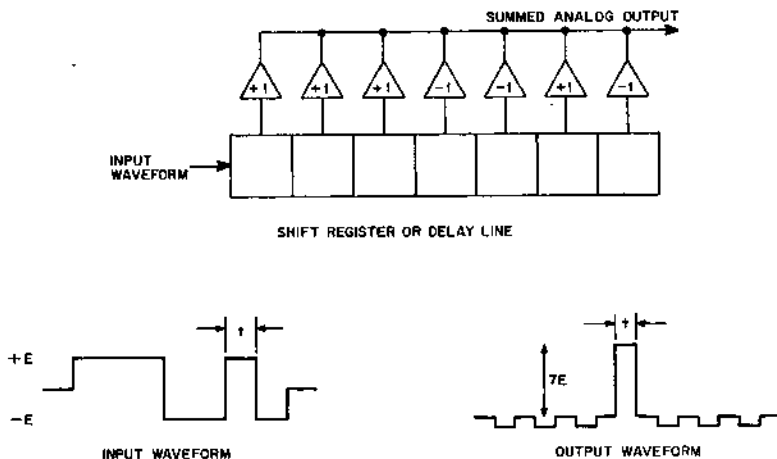 SUMMED ANALOG OUTPUT
+1 +1 +1 -1 -1 +1 -1
INPUT
WAVEFORM
SHIFT REGISTER OR DELAY LINE
t
+E
-E
INPUT WAVEFORM
t
7E
OUTPUT WAVEFORM